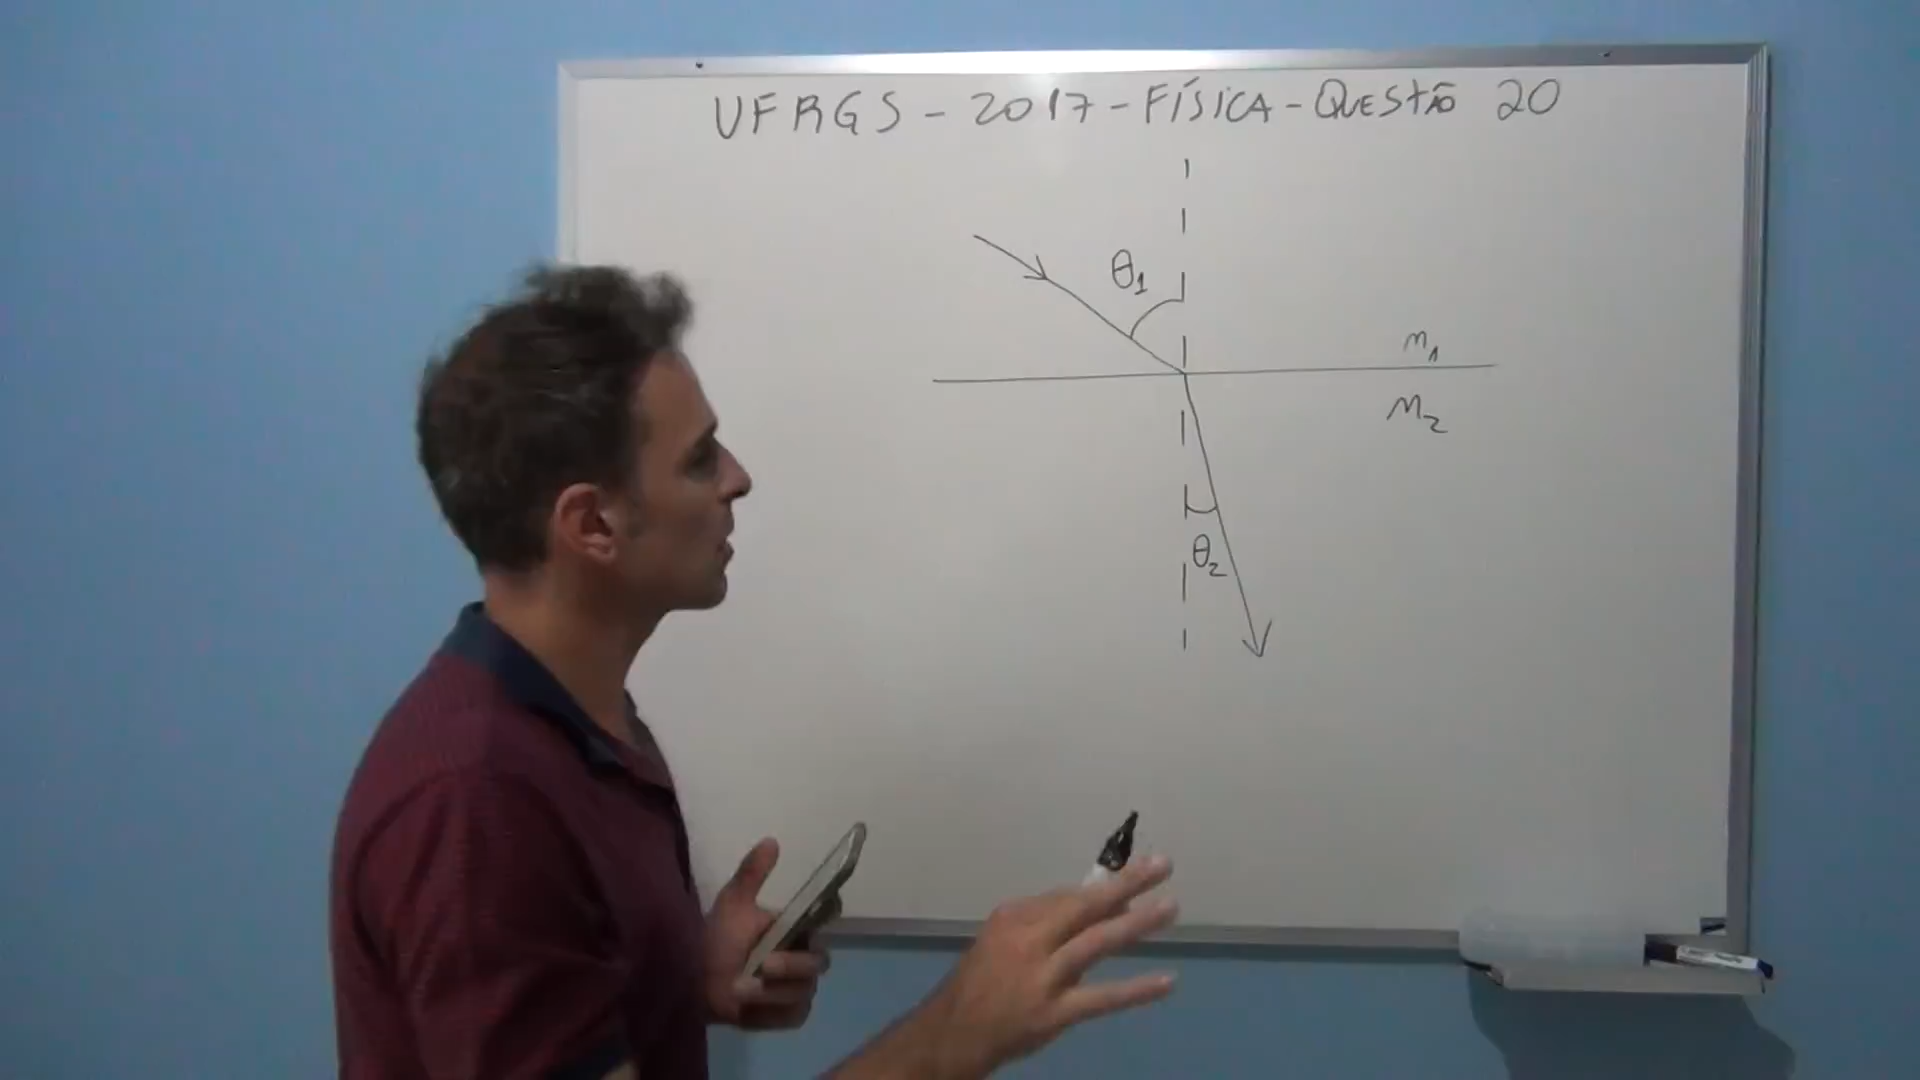 UFRGS - 2017 - FÍSICA - QUESTÃO 20
θ1
n1
n2
θ2